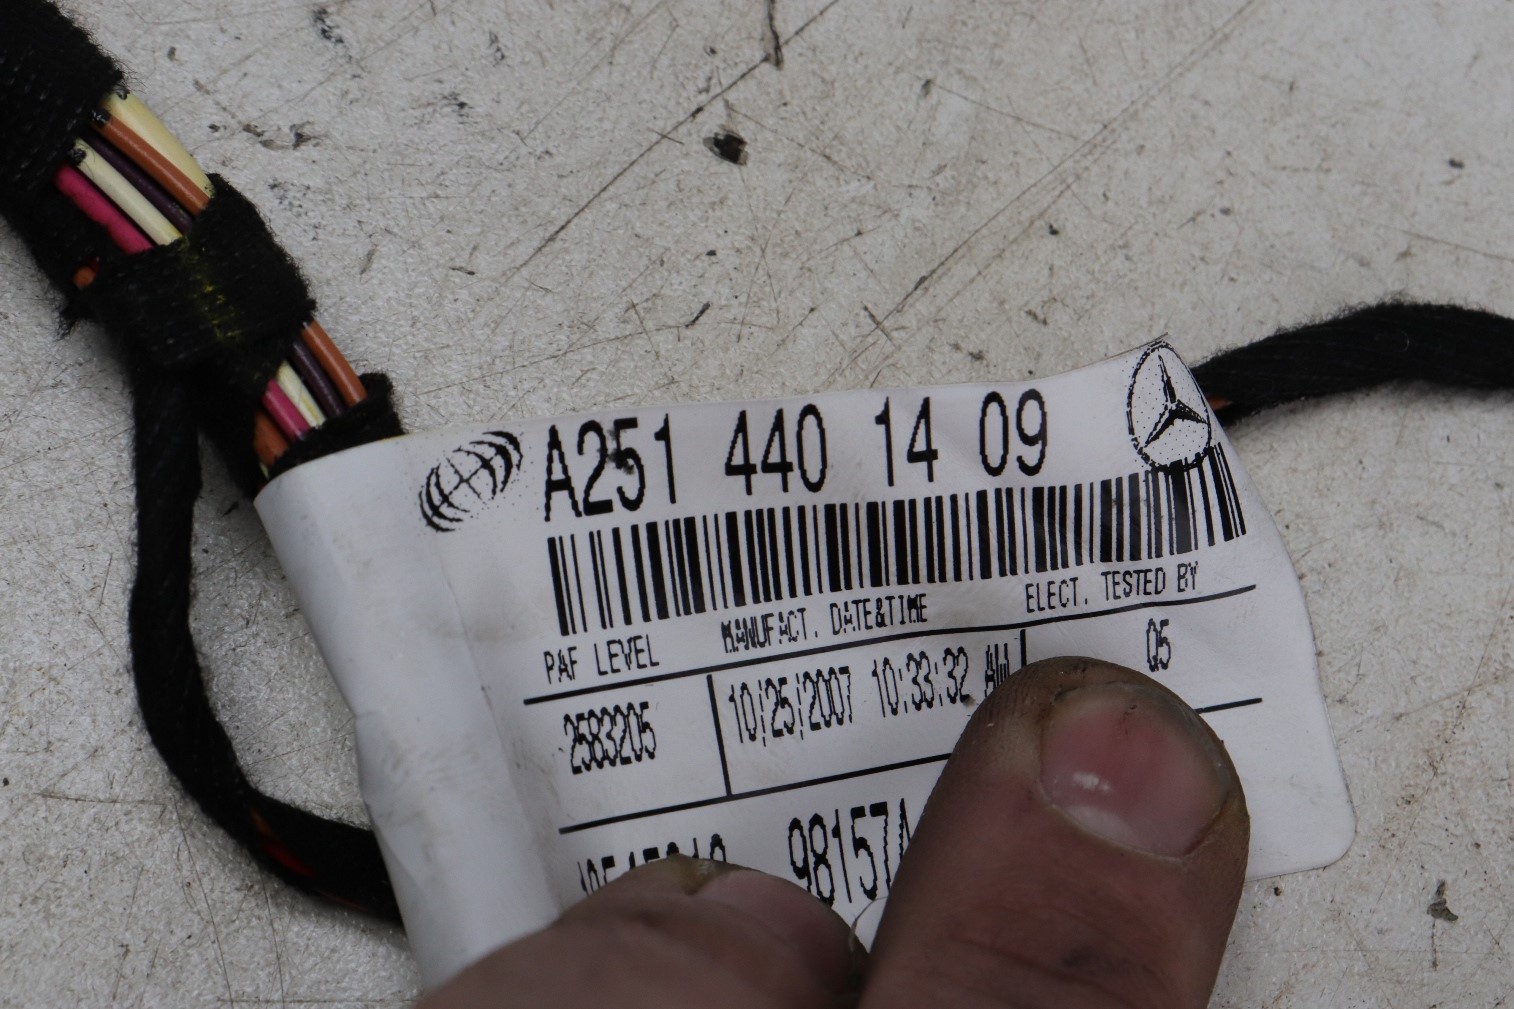 A251 440 14 09
PAF LEVEL MANUFACT. DATE&TIME ELECT. TESTED BY
2583205 10/25/2007 10:33:32 AM Q5
98157A